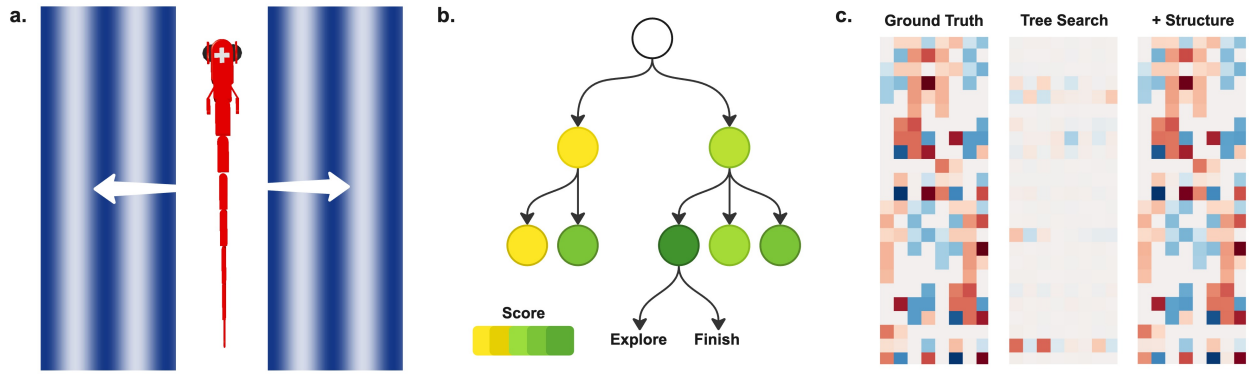 a.
b.
c.
Ground Truth
Tree Search
+ Structure
Score
Explore
Finish